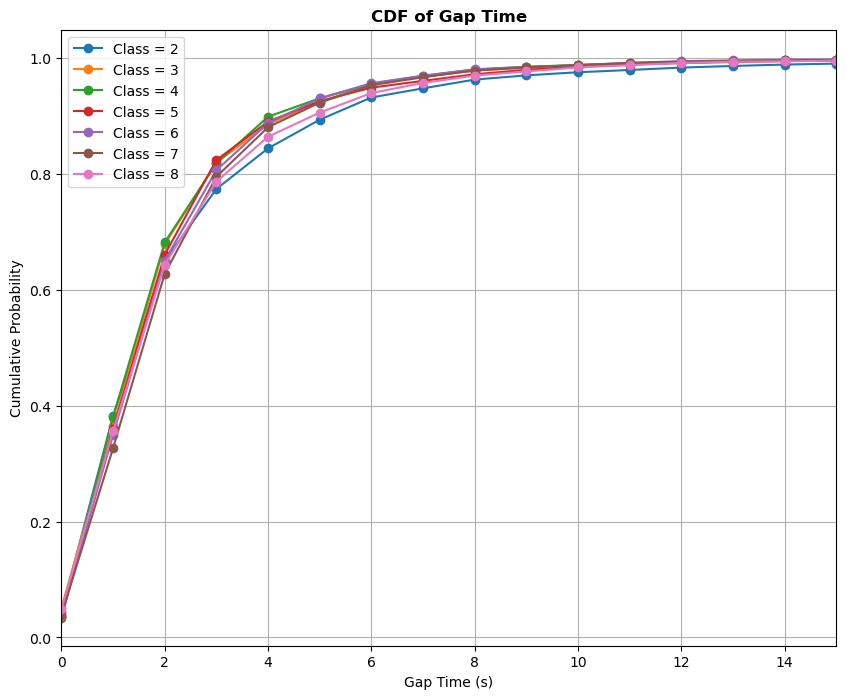 CDF of Gap Time
Class = 2
Class = 3
Class = 4
Class = 5
Class = 6
Class = 7
Class = 8
Cumulative Probability
1.0
0.8
0.6
0.4
0.2
0.0
0 2 4 6 8 10 12 14
Gap Time (s)